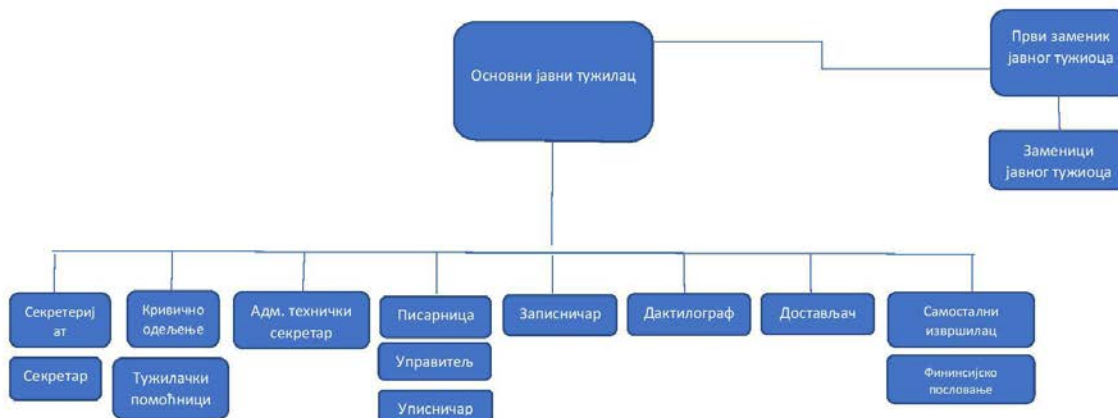 Први заменик
јавног тужиоца
Основни јавни тужилац
Заменици
јавног тужиоца
Секретериј
ат
Кривично
одељење
Адм. технички
секретар
Писарница
Записничар
Дактилограф
Достављач
Самостални
извршилац
Секретар
Тужилачки
помоћници
Управитељ
Фининсијско
пословање
Уписничар